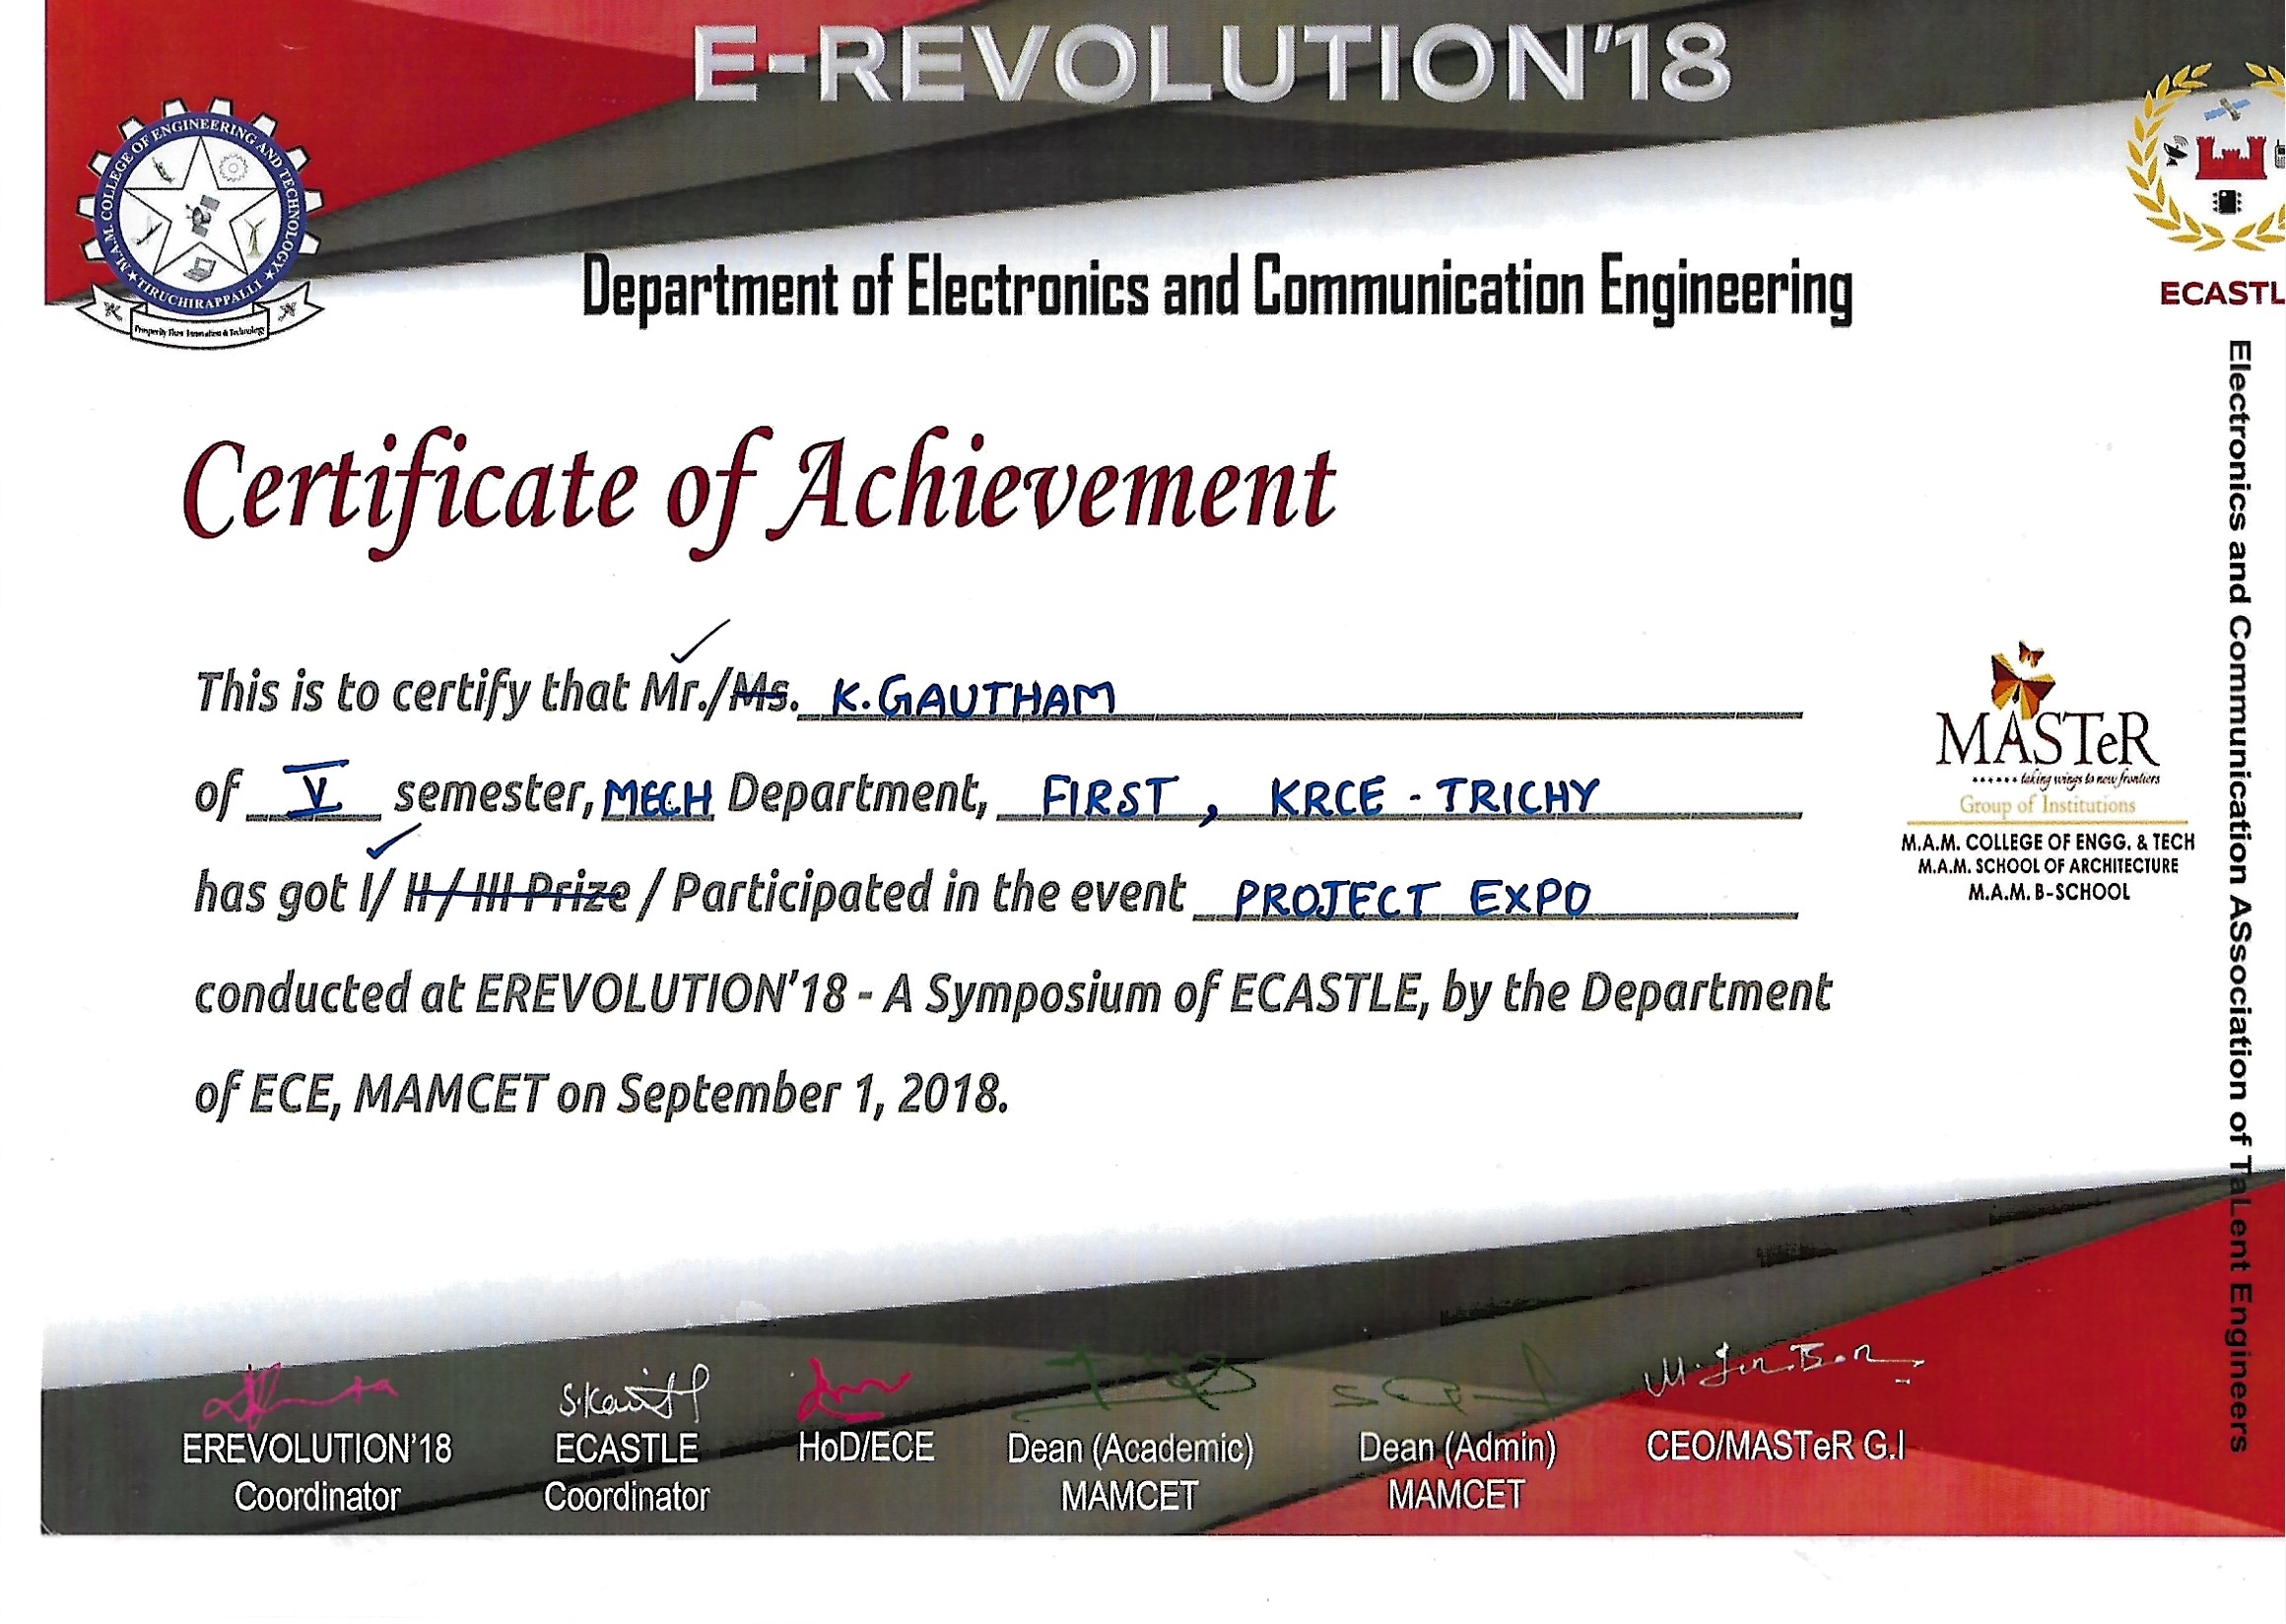 E-REVOLUTION'18
M.A.M. COLLEGE OF ENGINEERING AND TECHNOLOGY
★ TIRUCHIRAPPALLI ★
Prosperity Thru Innovation & Technology
ECASTL
Department of Electronics and Communication Engineering
Certificate of Achievement
This is to certify that Mr./Ms. K. GAUTHAM
of V semester, MECH Department, FIRST, KRCE - TRICHY
has got I/ II / III Prize / Participated in the event PROJECT EXPO
conducted at EREVOLUTION'18 - A Symposium of ECASTLE, by the Department
of ECE, MAMCET on September 1, 2018.
MASTeR
...... taking wings to new frontiers
Group of Institutions
M.A.M. COLLEGE OF ENGG. & TECH
M.A.M. SCHOOL OF ARCHITECTURE
M.A.M. B-SCHOOL
Electronics and Communication ASsociation of TaLent Engineers
EREVOLUTION'18
Coordinator
ECASTLE
Coordinator
HoD/ECE
Dean (Academic)
MAMCET
Dean (Admin)
MAMCET
CEO/MASTeR G.I